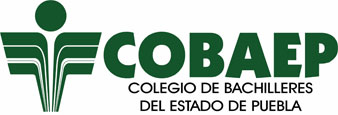 COBAEP
COLEGIO DE BACHILLERES
DEL ESTADO DE PUEBLA